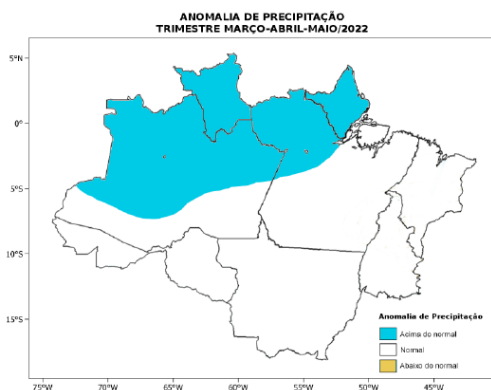 ANOMALIA DE PRECIPITAÇÃO
TRIMESTRE MARÇO-ABRIL-MAIO/2022
5°N
0°
5°S
10°S
15°S
Anomalia de Precipitação
Acima do normal
Normal
Abaixo do normal
75°W 70°W 65°W 60°W 55°W 50°W 45°W